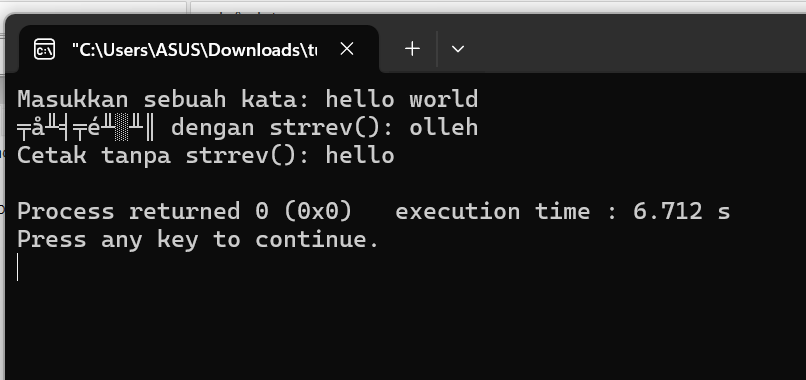 "C:\Users\ASUS\Downloads\tu
Masukkan sebuah kata: hello world
╤å╨╡╤é╨░╨║ dengan strrev(): olleh
Cetak tanpa strrev(): hello
Process returned 0 (0x0)   execution time : 6.712 s
Press any key to continue.